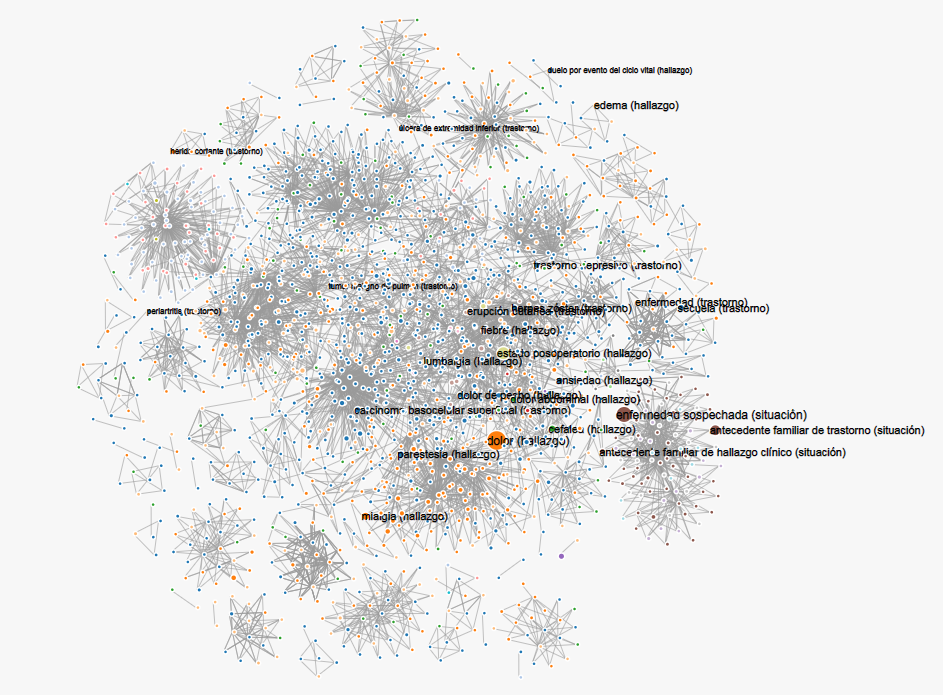 duelo por evento del ciclo vital (hallazgo)
edema (hallazgo)
úlcera de extremidad inferior (trastorno)
herida cortante (trastorno)
trastorno depresivo (trastorno)
tumor maligno de pulmón (trastorno)
enfermedad (trastorno)
herpes zóster (trastorno)
secuela (trastorno)
periartritis (trastorno)
erupción cutánea (trastorno)
fiebre (hallazgo)
estado posoperatorio (hallazgo)
lumbalgia (hallazgo)
ansiedad (hallazgo)
dolor de pecho (hallazgo)
dolor abdominal (hallazgo)
carcinoma basocelular superficial (trastorno)
enfermedad sospechada (situación)
cefalea (hallazgo)
antecedente familiar de trastorno (situación)
dolor (hallazgo)
parestesia (hallazgo)
antecedente familiar de hallazgo clínico (situación)
mialgia (hallazgo)